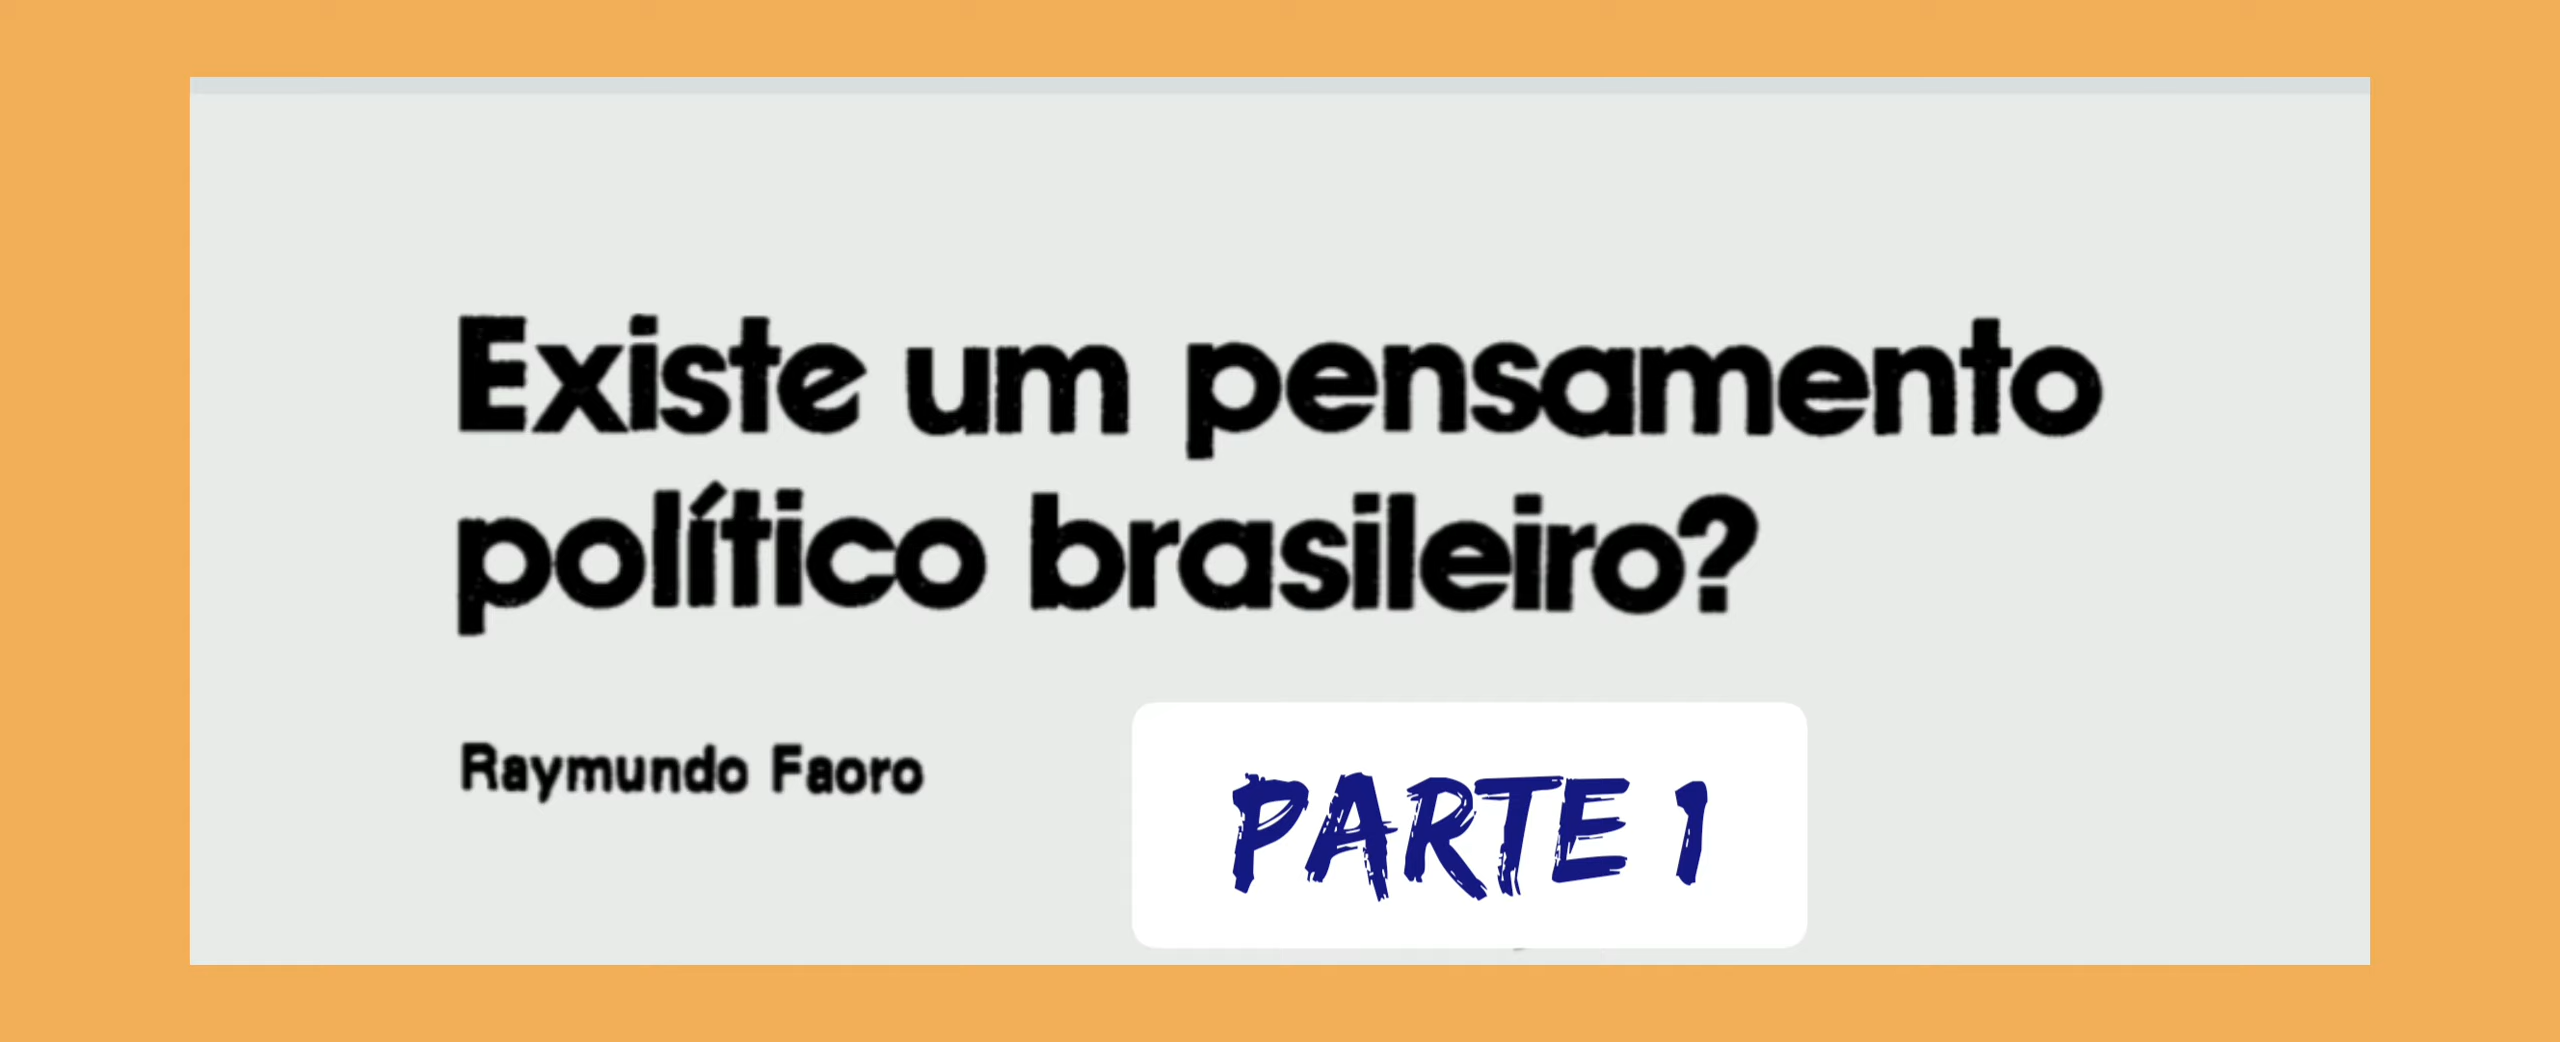 Existe um pensamento
político brasileiro?
Raymundo Faoro
PARTE 1